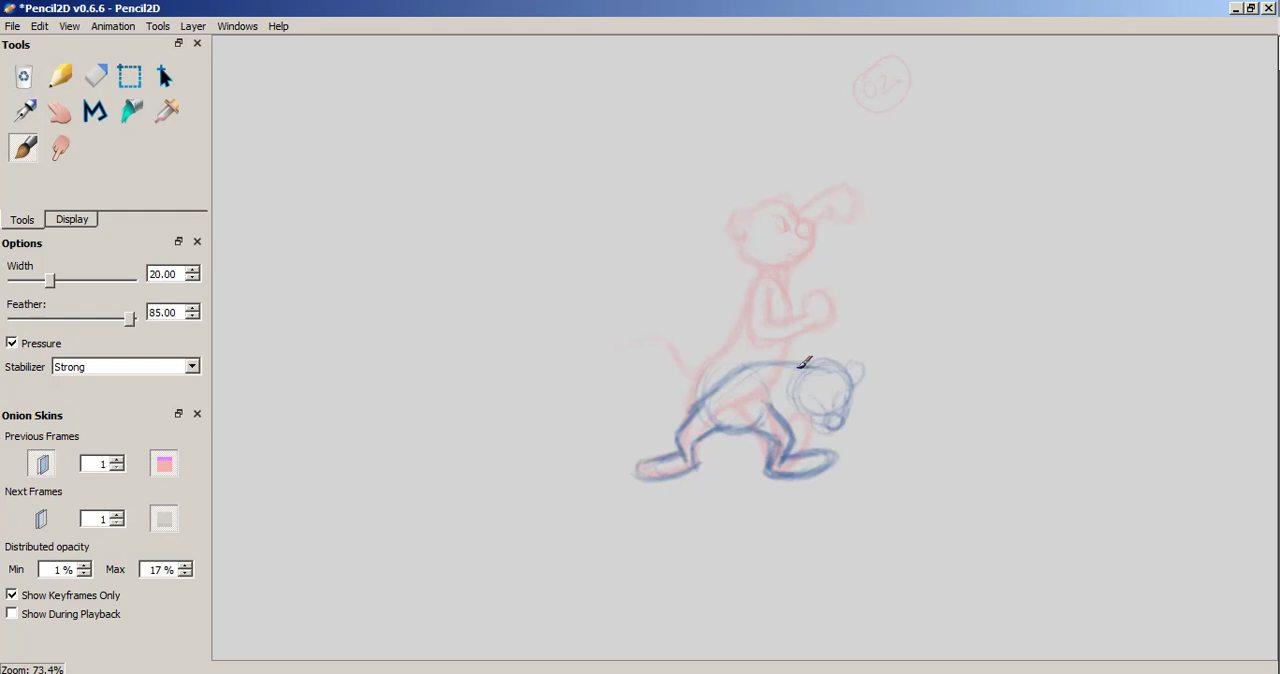 *Pencil2D v0.6.6 - Pencil2D
File Edit View Animation Tools Layer Windows Help
Tools
Tools Display
Options
Width
20.00
Feather:
85.00
Pressure
Stabilizer Strong
Onion Skins
Previous Frames
1
Next Frames
1
Distributed opacity
Min 1 % Max 17 %
Show Keyframes Only
Show During Playback
Zoom: 73.4%